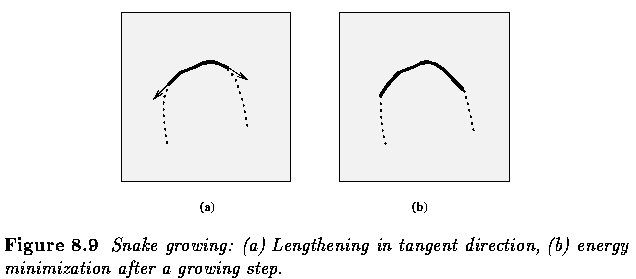 (a) (b)
Figure 8.9 Snake growing: (a) Lengthening in tangent direction, (b) energy
minimization after a growing step.